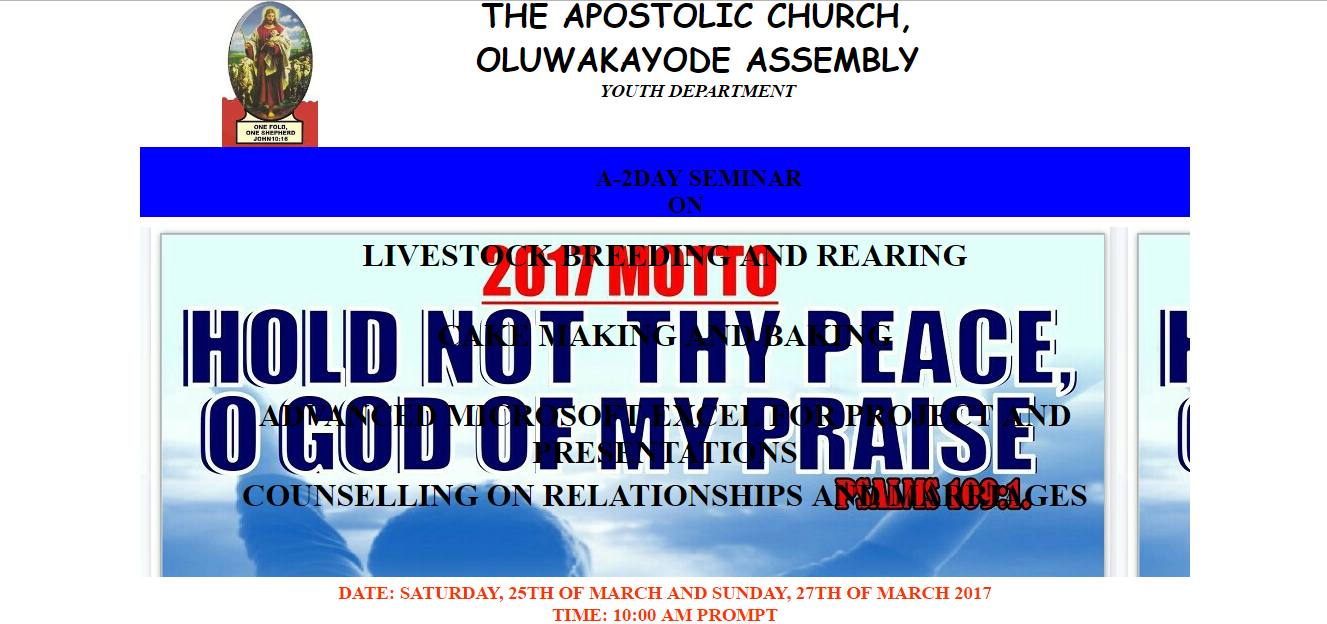 THE APOSTOLIC CHURCH,
OLUWAKAYODE ASSEMBLY
YOUTH DEPARTMENT
ONE FOLD,
ONE SHEPHERD
JOHN10:16
A-2DAY SEMINAR
ON
LIVESTOCK BREEDING AND REARING
2017 MOTTO
HOLD NOT THY PEACE,
CAKE MAKING AND BAKING
O GOD OF MY PRAISE
ADVANCED MICROSOFT EXCEL FOR PROJECT AND
PRESENTATIONS
COUNSELLING ON RELATIONSHIPS AND MARRIAGES
PSALMS 109:1.
DATE: SATURDAY, 25TH OF MARCH AND SUNDAY, 27TH OF MARCH 2017
TIME: 10:00 AM PROMPT